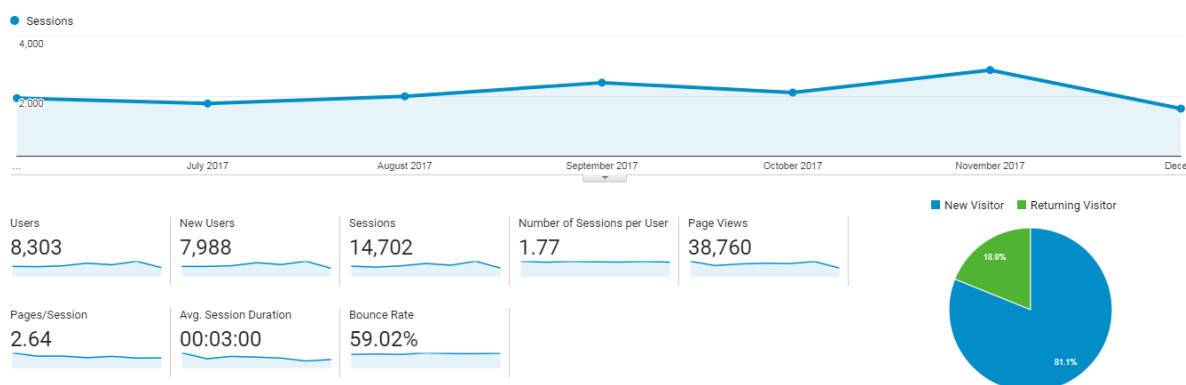 Sessions
4,000
2,000
... July 2017 August 2017 September 2017 October 2017 November 2017 Dece
New Visitor Returning Visitor
Users New Users Sessions Number of Sessions per User Page Views
8,303 7,988 14,702 1.77 38,760
18.9%
Pages/Session Avg. Session Duration Bounce Rate
2.64 00:03:00 59.02%
81.1%